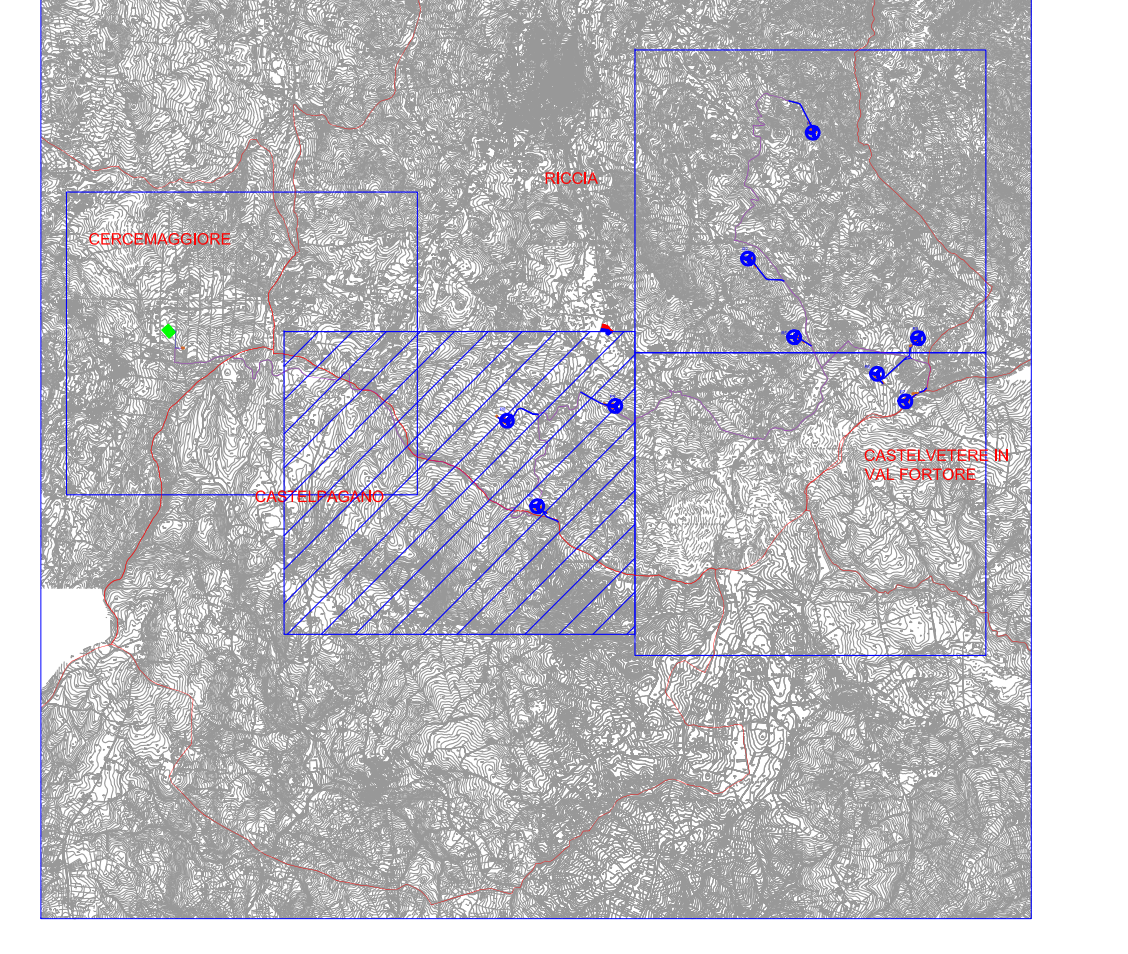 RICCIA
CERCEMAGGIORE
CASTELVETERE IN
VAL FORTORE
CASTELPAGANO